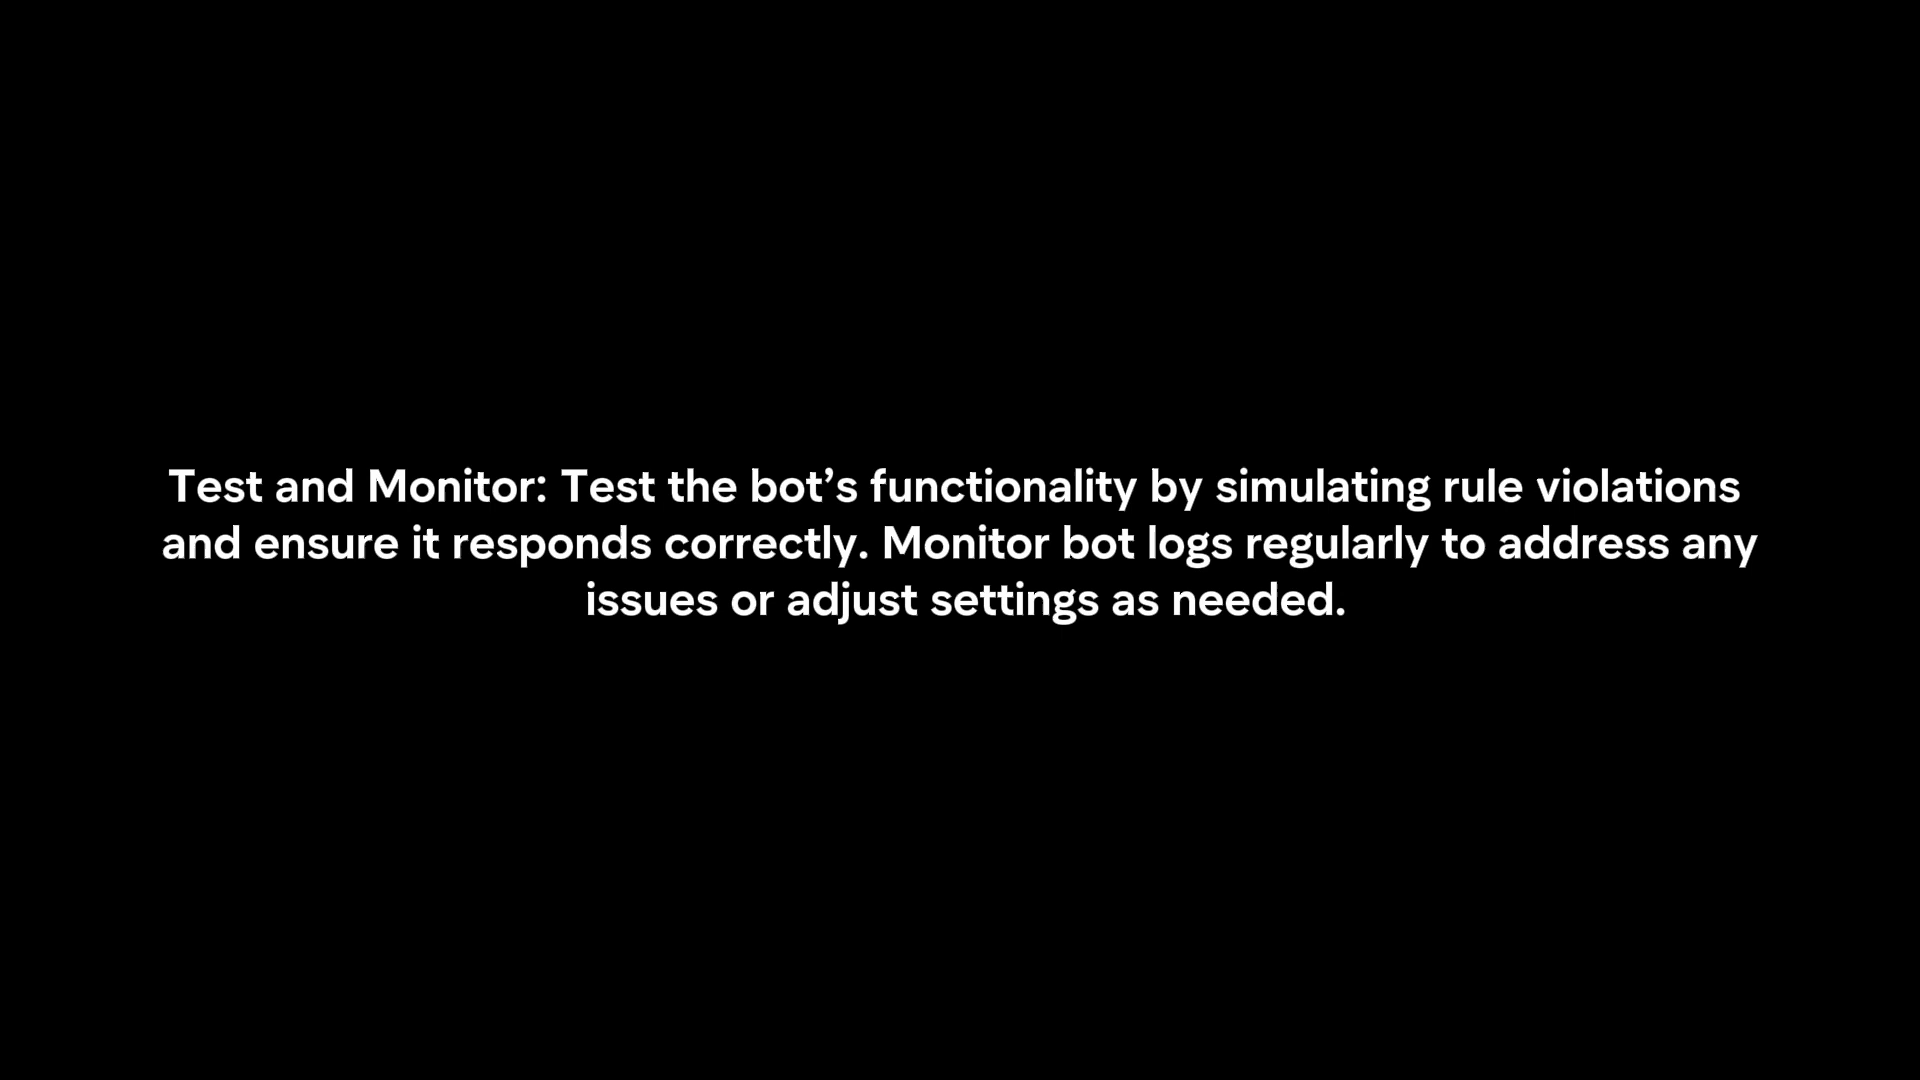 Test and Monitor: Test the bot’s functionality by simulating rule violations
and ensure it responds correctly. Monitor bot logs regularly to address any
issues or adjust settings as needed.